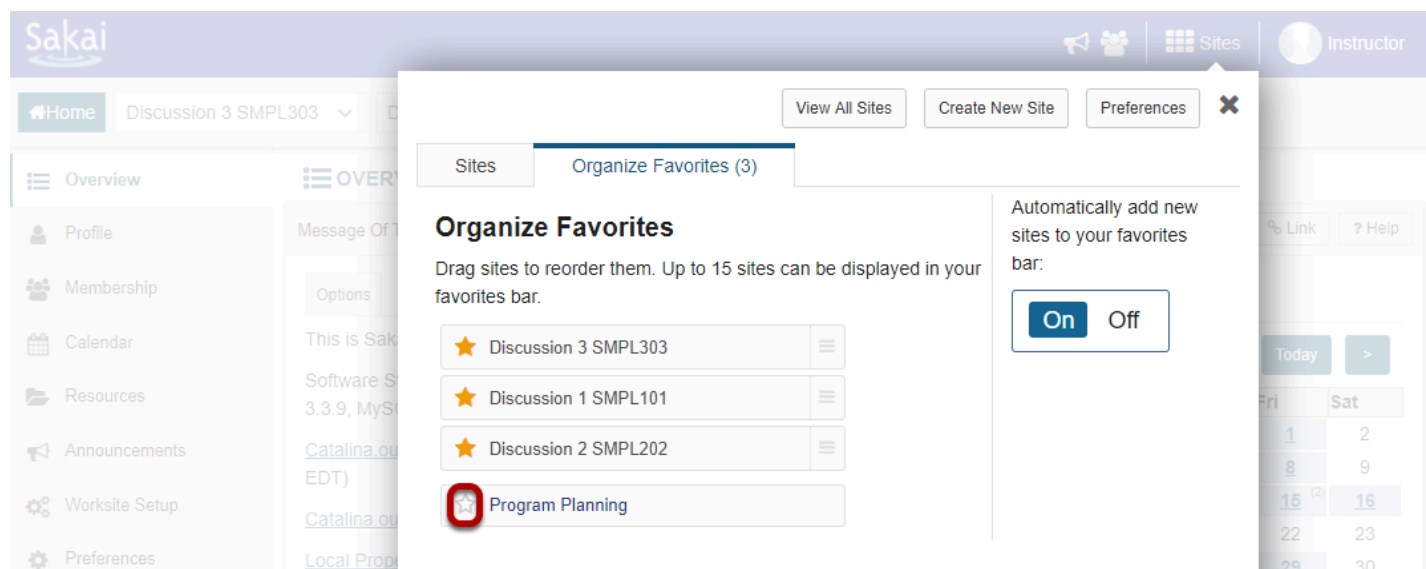 Sakai
Sites
Instructor
Home
Discussion 3 SMPL303
D
View All Sites
Create New Site
Preferences
Sites
Organize Favorites (3)
Overview
Profile
Membership
Calendar
Resources
Announcements
Worksite Setup
Preferences
OVER
Message Of T
Options
This is Sak
Software S
3.3.9, MyS
Catalina.ou
EDT)
Catalina.ou
Local Prope
Organize Favorites
Drag sites to reorder them. Up to 15 sites can be displayed in your
favorites bar.
Discussion 3 SMPL303
Discussion 1 SMPL101
Discussion 2 SMPL202
Program Planning
Automatically add new
sites to your favorites
bar:
On Off
Link
? Help
Today >
Fri Sat
1 2
8 9
15 (2) 16
22 23
29 30